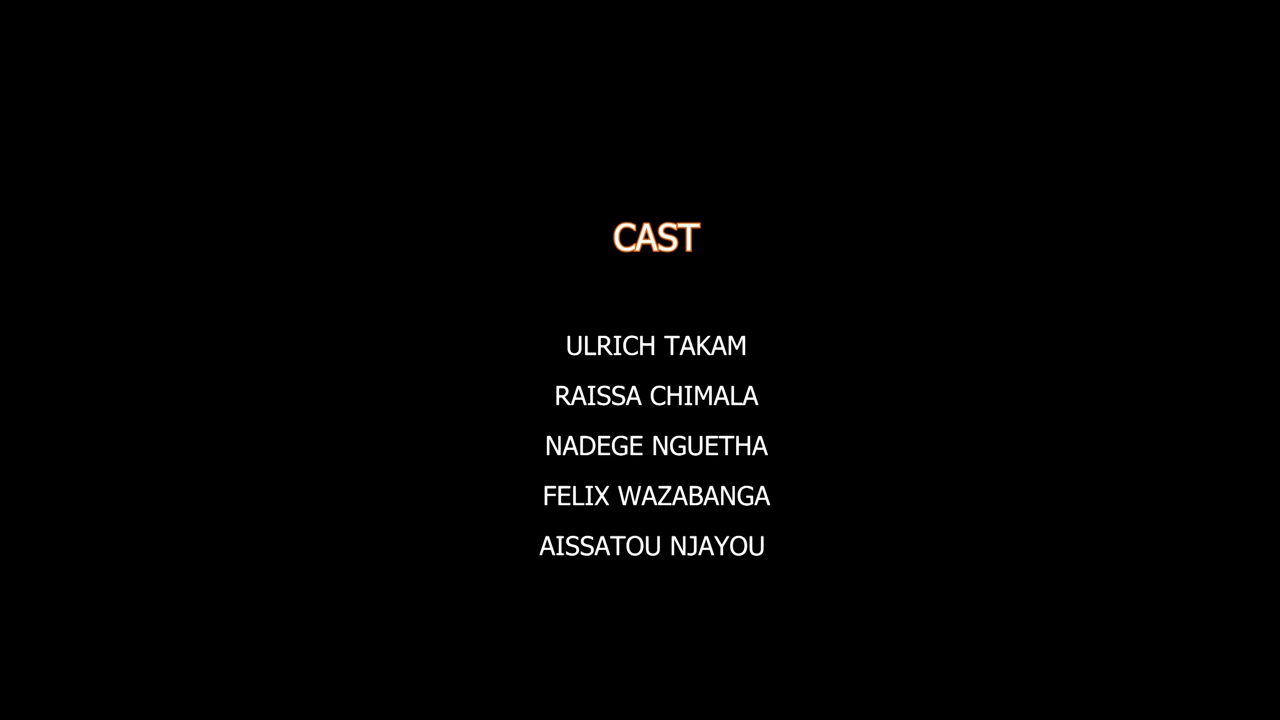 CAST
ULRICH TAKAM
RAISSA CHIMALA
NADEGE NGUETHA
FELIX WAZABANGA
AISSATOU NJAYOU